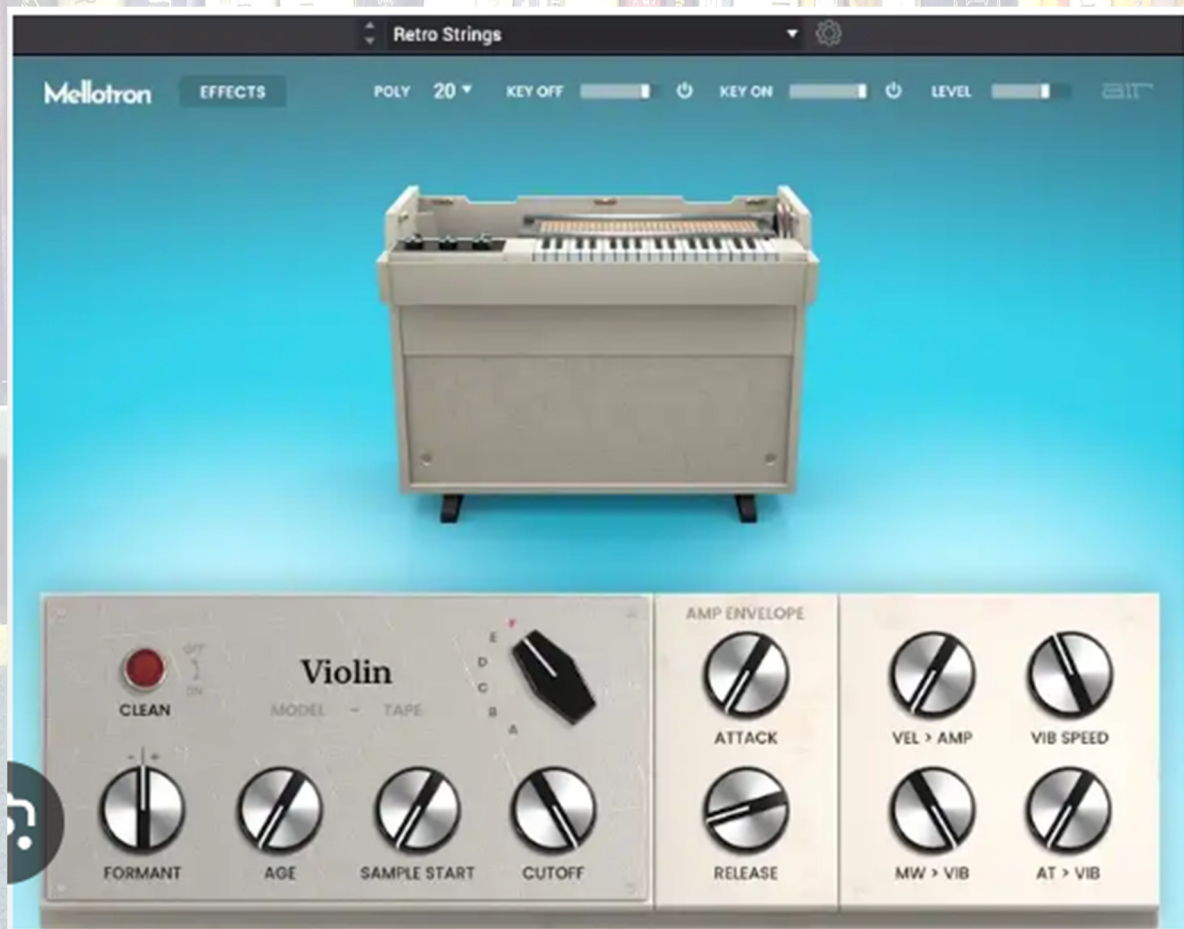 Retro Strings
Mellotron EFFECTS POLY 20 KEY OFF KEY ON LEVEL air
E F
D
C
B
A
OFF
ON
CLEAN
Violin
MODEL - TAPE
- +
FORMANT AGE SAMPLE START CUTOFF
AMP ENVELOPE
ATTACK
RELEASE
VEL > AMP VIB SPEED
MW > VIB AT > VIB